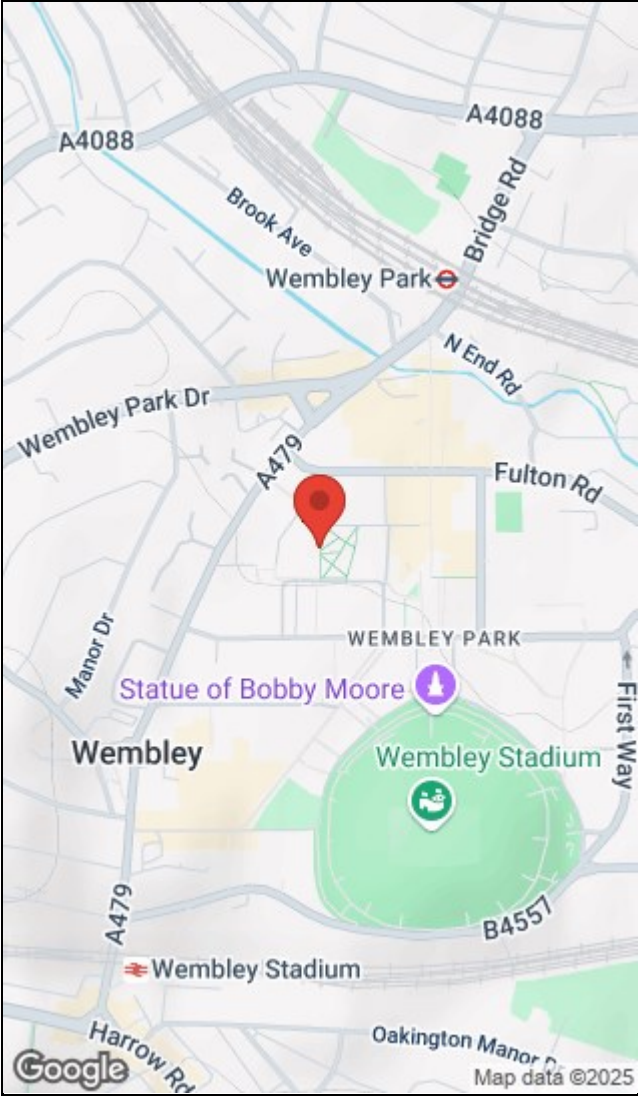 A4088
A4088
Bridge Rd
Brook Ave
Wembley Park
N End Rd
Wembley Park Dr
A479
Fulton Rd
Manor Dr
WEMBLEY PARK
Statue of Bobby Moore
First Way
Wembley
Wembley Stadium
A479
B4557
Wembley Stadium
Harrow Rd
Oakington Manor Dr
Google
Map data ©2025